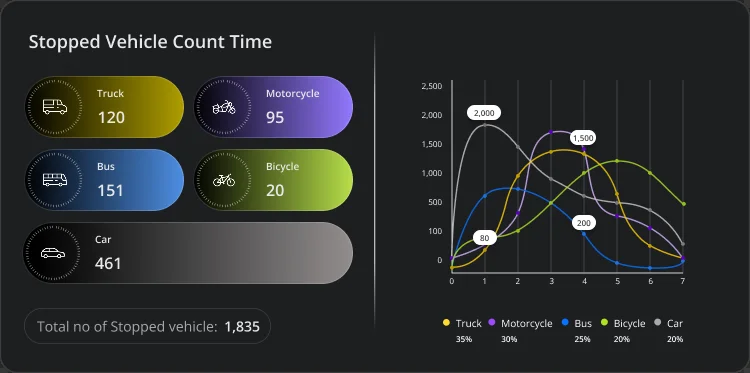 Stopped Vehicle Count Time
Truck
120
Motorcycle
95
Bus
151
Bicycle
20
Car
461
Total no of Stopped vehicle: 1,835
2,500
2,000
1,500
1,000
500
100
0
2,000
1,500
200
80
0 1 2 3 4 5 6 7
Truck Motorcycle Bus Bicycle Car
35% 30% 25% 20% 20%